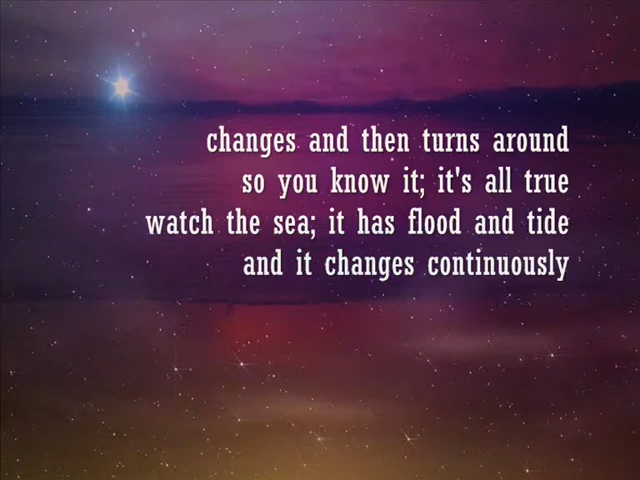 changes and then turns around
so you know it; it's all true
watch the sea; it has flood and tide
and it changes continuously